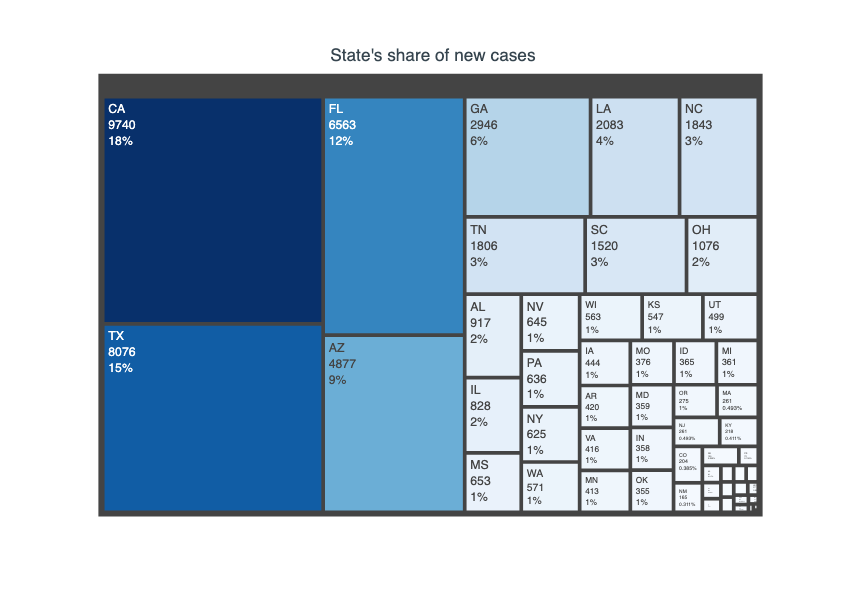 State's share of new cases
CA
9740
18%
TX
8076
15%
FL
6563
12%
AZ
4877
9%
GA
2946
6%
LA
2083
4%
NC
1843
3%
TN
1806
3%
SC
1520
3%
OH
1076
2%
AL
917
2%
IL
828
2%
MS
653
1%
NV
645
1%
PA
636
1%
NY
625
1%
WA
571
1%
WI
563
1%
KS
547
1%
UT
499
1%
IA
444
1%
AR
420
1%
VA
416
1%
MN
413
1%
MO
376
1%
MD
359
1%
IN
358
1%
OK
355
1%
ID
365
1%
MI
361
1%
OR
275
1%
MA
261
0.493%
NJ
261
0.493%
KY
218
0.411%
CO
204
0.385%
NM
165
0.311%